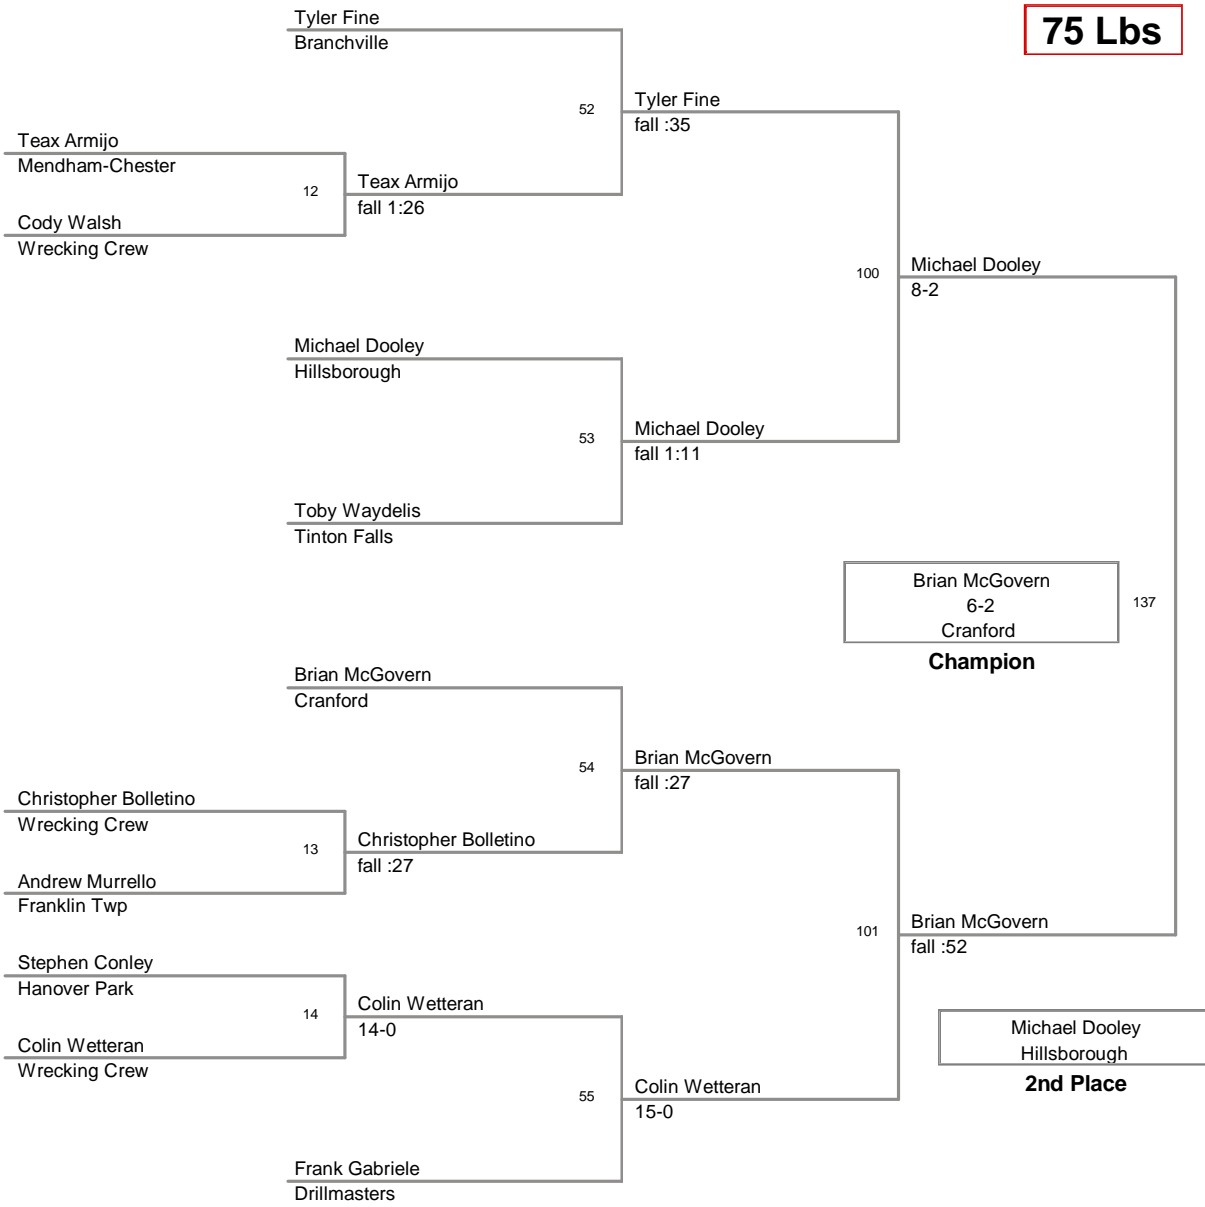 Tyler Fine
Branchville
75 Lbs
52
Tyler Fine
fall :35
Teax Armijo
Mendham-Chester
12
Teax Armijo
fall 1:26
Cody Walsh
Wrecking Crew
100
Michael Dooley
8-2
Michael Dooley
Hillsborough
53
Michael Dooley
fall 1:11
Toby Waydelis
Tinton Falls
Brian McGovern
6-2
Cranford
137
Champion
Brian McGovern
Cranford
54
Brian McGovern
fall :27
Christopher Bolletino
Wrecking Crew
13
Christopher Bolletino
fall :27
Andrew Murrello
Franklin Twp
101
Brian McGovern
fall :52
Stephen Conley
Hanover Park
14
Colin Wetteran
14-0
Colin Wetteran
Wrecking Crew
Michael Dooley
Hillsborough
2nd Place
55
Colin Wetteran
15-0
Frank Gabriele
Drillmasters